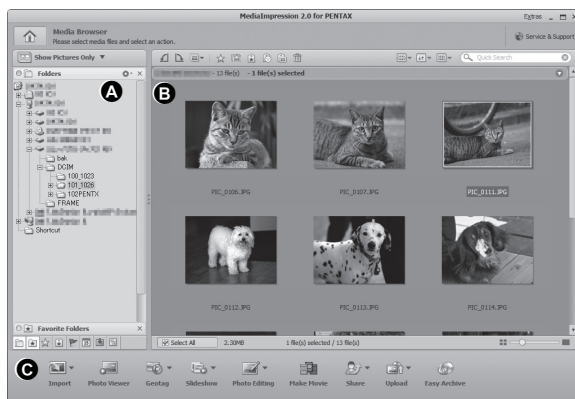 MediaImpression 2.0 for PENTAX
Extras
Media Browser
Please select media files and select an action.
Service & Support
Show Pictures Only
Quick Search
Folders
- 13 file(s) - 1 file(s) selected
A
B
bak
DCIM
100_1023
101_1026
102PENTX
FRAME
Shortcut
PIC_0106.JPG
PIC_0107.JPG
PIC_0111.JPG
PIC_0112.JPG
PIC_0113.JPG
PIC_0114.JPG
Favorite Folders
Select All
2.30MB
1 file(s) selected / 13 file(s)
C
Import
Photo Viewer
Geotag
Slideshow
Photo Editing
Make Movie
Share
Upload
Easy Archive